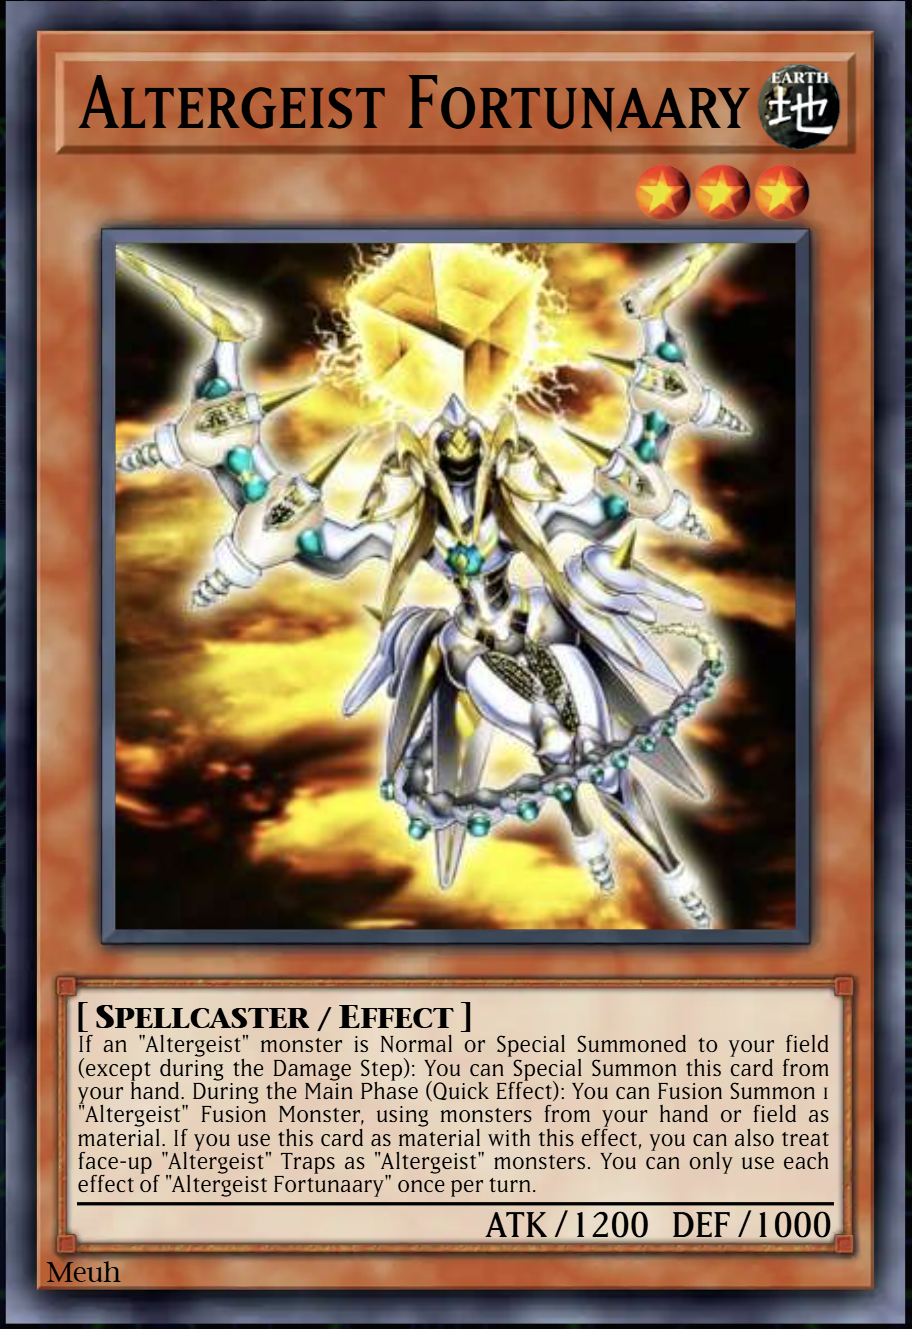 Altergeist Fortunaary
EARTH
地
[ Spellcaster / Effect ]
If an "Altergeist" monster is Normal or Special Summoned to your field
(except during the Damage Step): You can Special Summon this card from
your hand. During the Main Phase (Quick Effect): You can Fusion Summon 1
"Altergeist" Fusion Monster, using monsters from your hand or field as
material. If you use this card as material with this effect, you can also treat
face-up "Altergeist" Traps as "Altergeist" monsters. You can only use each
effect of "Altergeist Fortunaary" once per turn.
ATK / 1200 DEF / 1000
Meuh